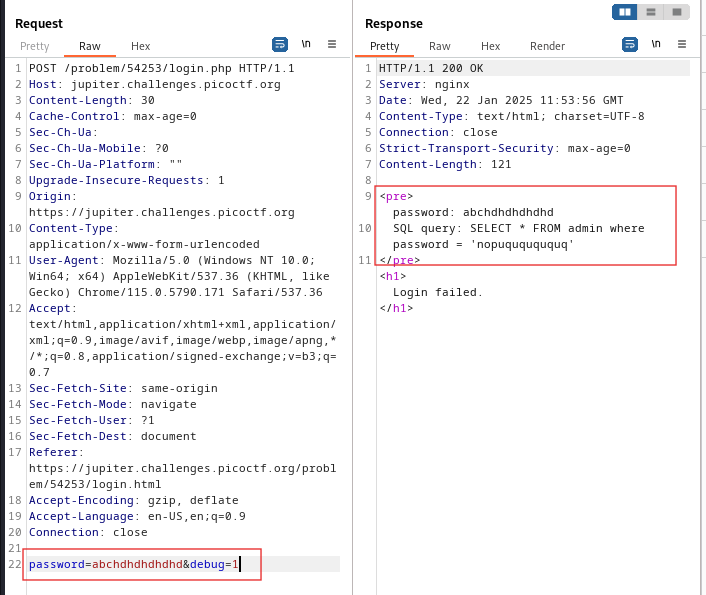 Request
Pretty Raw Hex
\n
1 POST /problem/54253/login.php HTTP/1.1
2 Host: jupiter.challenges.picoctf.org
3 Content-Length: 30
4 Cache-Control: max-age=0
5 Sec-Ch-Ua:
6 Sec-Ch-Ua-Mobile: ?0
7 Sec-Ch-Ua-Platform: ""
8 Upgrade-Insecure-Requests: 1
9 Origin:
https://jupiter.challenges.picoctf.org
10 Content-Type:
application/x-www-form-urlencoded
11 User-Agent: Mozilla/5.0 (Windows NT 10.0;
Win64; x64) AppleWebKit/537.36 (KHTML, like
Gecko) Chrome/115.0.5790.171 Safari/537.36
12 Accept:
text/html,application/xhtml+xml,application/
xml;q=0.9,image/avif,image/webp,image/apng,*
/*;q=0.8,application/signed-exchange;v=b3;q=
0.7
13 Sec-Fetch-Site: same-origin
14 Sec-Fetch-Mode: navigate
15 Sec-Fetch-User: ?1
16 Sec-Fetch-Dest: document
17 Referer:
https://jupiter.challenges.picoctf.org/probl
em/54253/login.html
18 Accept-Encoding: gzip, deflate
19 Accept-Language: en-US,en;q=0.9
20 Connection: close
21
22 password=abchdhdhdhdhd&debug=1
Response
Pretty Raw Hex Render
\n
1 HTTP/1.1 200 OK
2 Server: nginx
3 Date: Wed, 22 Jan 2025 11:53:56 GMT
4 Content-Type: text/html; charset=UTF-8
5 Connection: close
6 Strict-Transport-Security: max-age=0
7 Content-Length: 121
8
9 <pre>
password: abchdhdhdhdhd
10 SQL query: SELECT * FROM admin where
password = 'nopuququququq'
11 </pre>
<h1>
Login failed.
</h1>